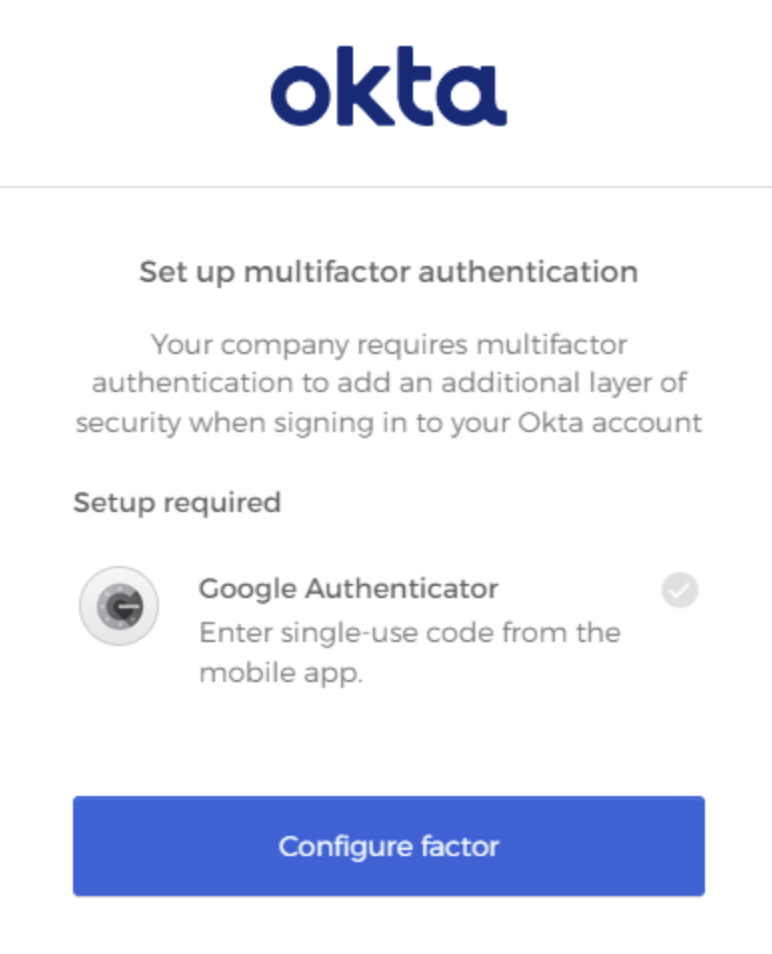 okta
Set up multifactor authentication
Your company requires multifactor
authentication to add an additional layer of
security when signing in to your Okta account
Setup required
Google Authenticator
Enter single-use code from the
mobile app.
Configure factor